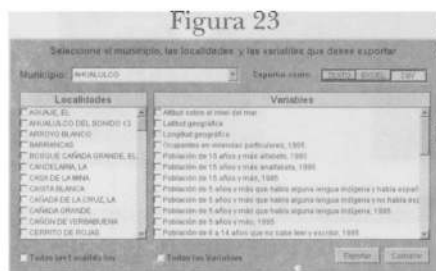 Figura 23
Seleccione el municipio, las localidades y las variables que desee exportar
Municipio: AHUALULCO Exportar como: TEXTO EXCEL DBF
Localidades Variables
AGUAJE, EL Altitud sobre el nivel del mar
AHUALULCO DEL SONIDO 13 Latitud geográfica
ARROYO BLANCO Longitud geográfica
BARRANCAS Ocupantes en viviendas particulares, 1995
BOSQUE CAÑADA GRANDE, EL Población de 15 años y más alfabeto, 1995
CANDELARIA, LA Población de 15 años y más analfabeta, 1995
CASA DE LA MINA Población de 15 años y más, 1995
CASITA BLANCA Población de 5 años y más que habla alguna lengua indígena y habla españ
CAÑADA DE LA CRUZ, LA Población de 5 años y más que habla alguna lengua indígena y no habla es
CAÑADA GRANDE Población de 5 años y más que habla alguna lengua indígena, 1995
CAÑON DE YERBABUENA Población de 5 años y más, 1995
CERRITO DE ROJAS Población de 6 a 14 años que no sabe leer y escribir, 1995
Todas las Localidades Todas las Variables Exportar